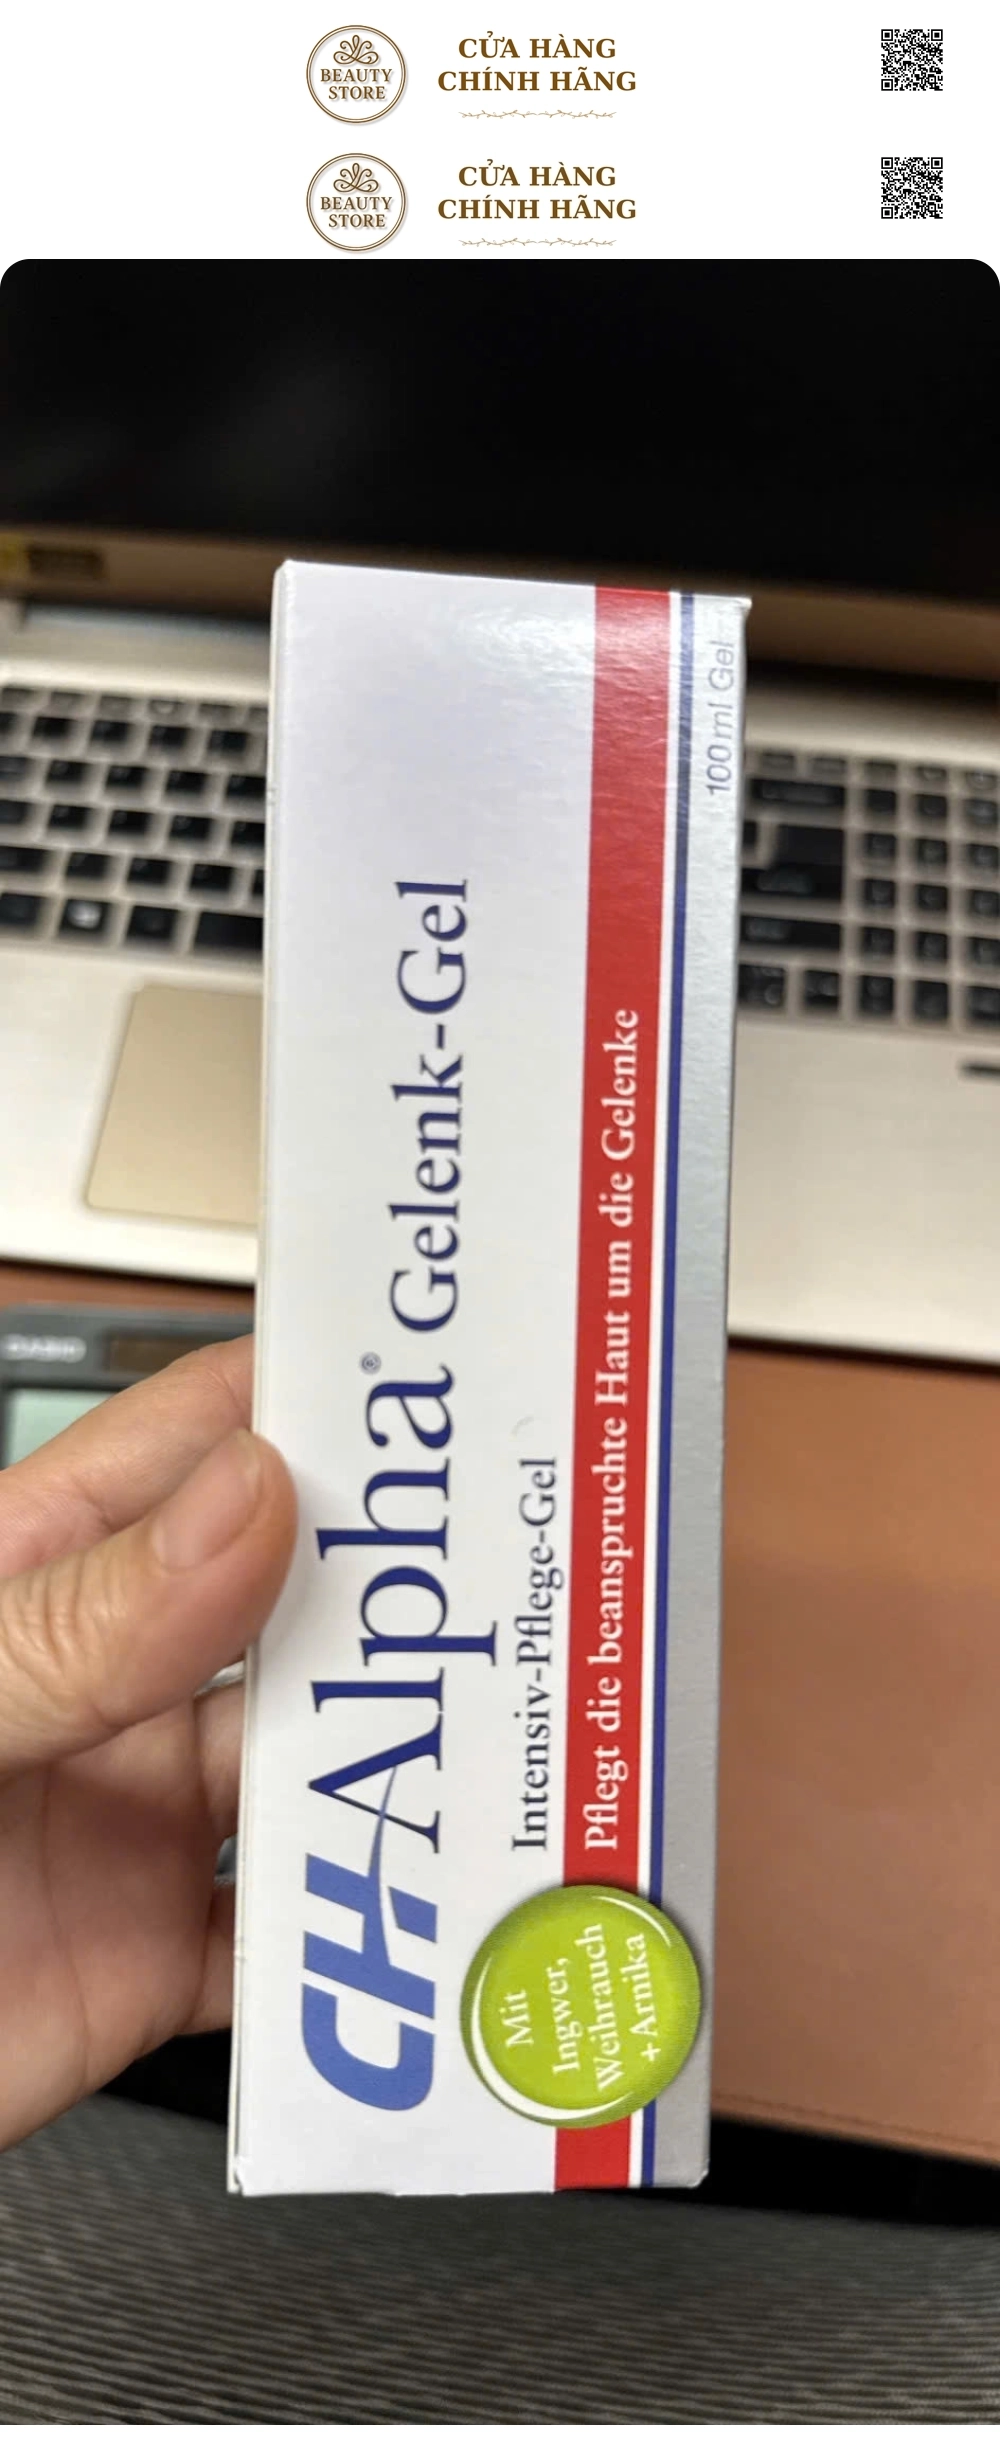 BEAUTY
STORE
CỬA HÀNG
CHÍNH HÃNG
BEAUTY
STORE
CỬA HÀNG
CHÍNH HÃNG
CH-Alpha® Gelenk-Gel
Intensiv-Pflege-Gel
Pflegt die beanspruchte Haut um die Gelenke
100 ml Gel
Mit
Ingwer,
Weihrauch
+ Arnika
CASIO